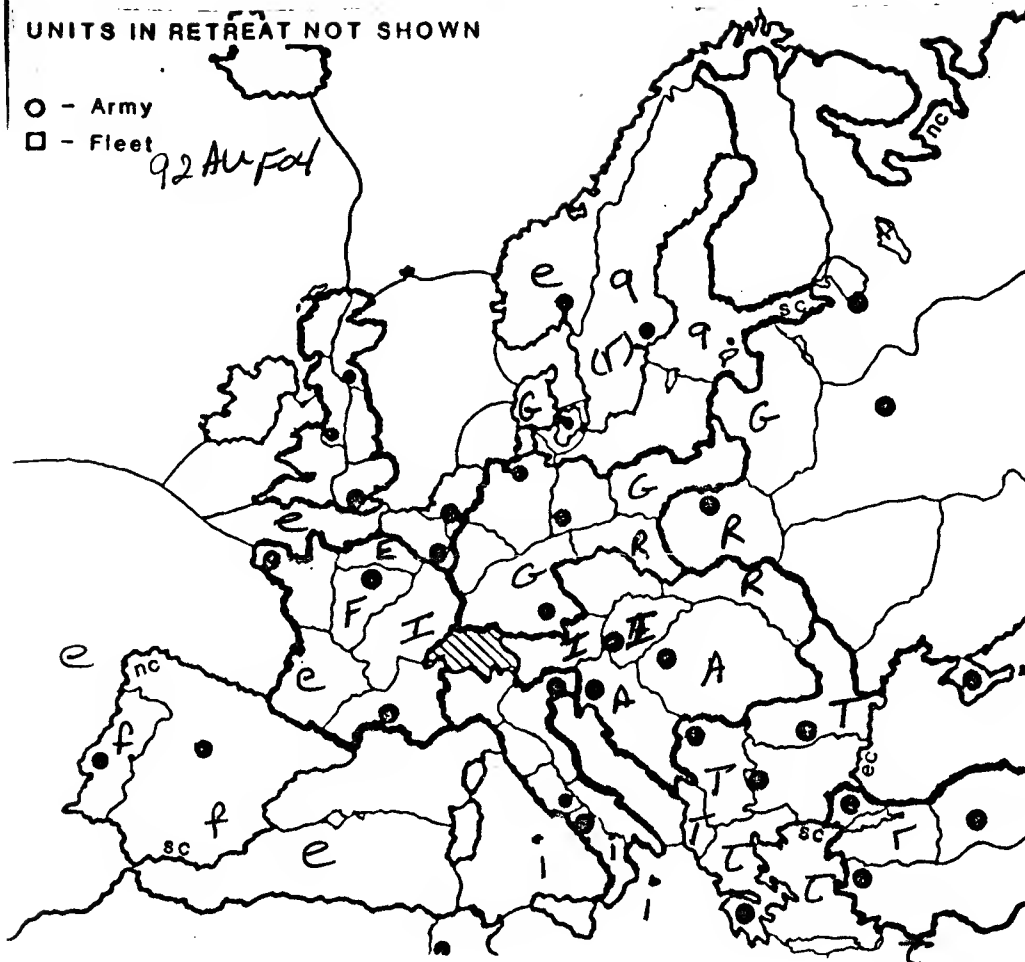 UNITS IN RETREAT NOT SHOWN
O - Army
□ - Fleet
92 AU F04
nc
e
g
sc
g
(r)
G
G
G
e
E
R
R
R
G
F
I
I
e
A
A
e
nc
T
ec
f
f
sc
T
T
sc
T
e
i
i
i